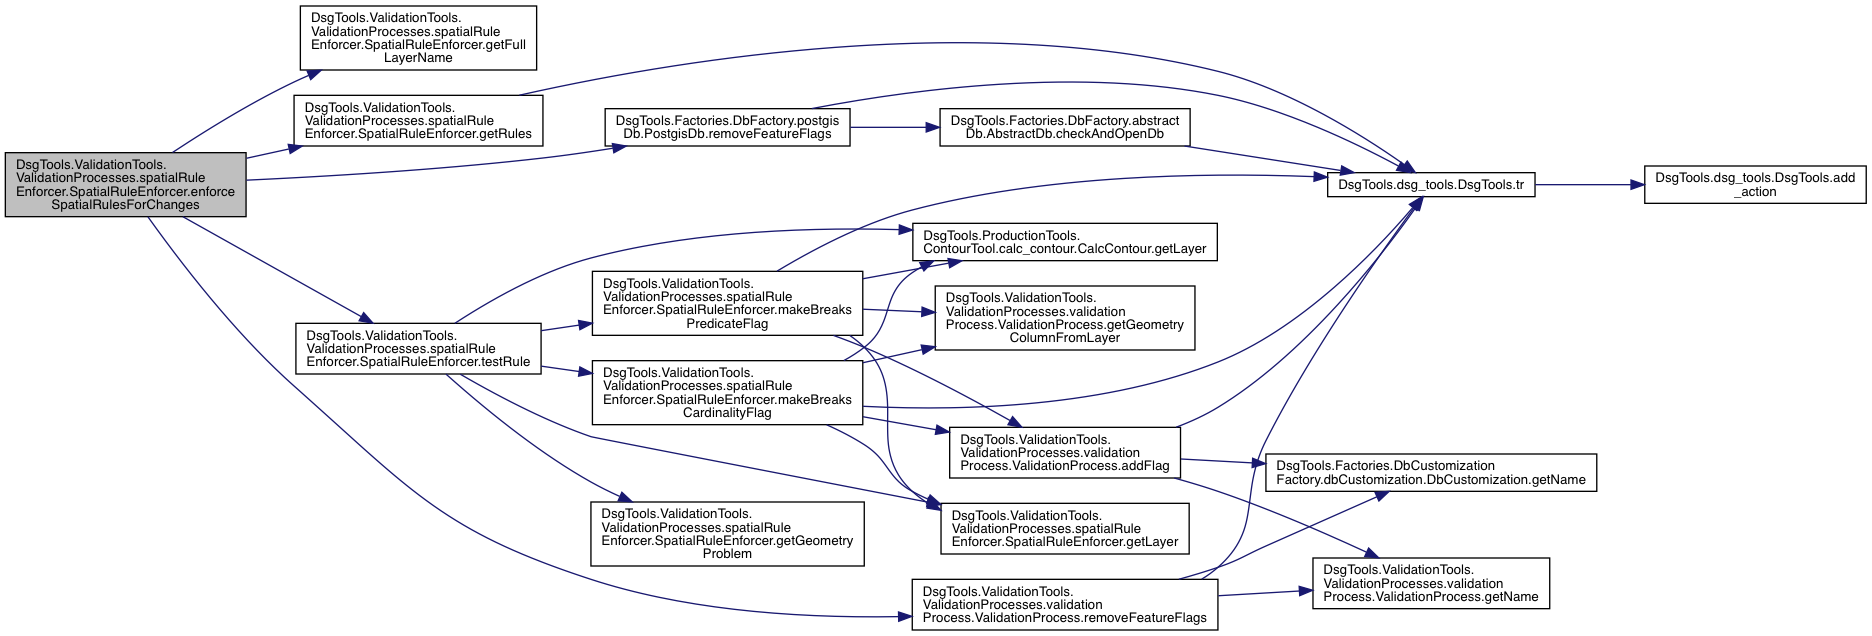 DsgTools.ValidationTools.
ValidationProcesses.spatialRule
Enforcer.SpatialRuleEnforcer.enforce
SpatialRulesForChanges
DsgTools.ValidationTools.
ValidationProcesses.spatialRule
Enforcer.SpatialRuleEnforcer.getFull
LayerName
DsgTools.ValidationTools.
ValidationProcesses.spatialRule
Enforcer.SpatialRuleEnforcer.getRules
DsgTools.ValidationTools.
ValidationProcesses.spatialRule
Enforcer.SpatialRuleEnforcer.testRule
DsgTools.Factories.DbFactory.postgis
Db.PostgisDb.removeFeatureFlags
DsgTools.ValidationTools.
ValidationProcesses.spatialRule
Enforcer.SpatialRuleEnforcer.makeBreaks
PredicateFlag
DsgTools.ValidationTools.
ValidationProcesses.spatialRule
Enforcer.SpatialRuleEnforcer.makeBreaks
CardinalityFlag
DsgTools.ValidationTools.
ValidationProcesses.spatialRule
Enforcer.SpatialRuleEnforcer.getGeometry
Problem
DsgTools.Factories.DbFactory.abstract
Db.AbstractDb.checkAndOpenDb
DsgTools.ProductionTools.
ContourTool.calc_contour.CalcContour.getLayer
DsgTools.ValidationTools.
ValidationProcesses.validation
Process.ValidationProcess.getGeometry
ColumnFromLayer
DsgTools.ValidationTools.
ValidationProcesses.validation
Process.ValidationProcess.addFlag
DsgTools.ValidationTools.
ValidationProcesses.spatialRule
Enforcer.SpatialRuleEnforcer.getLayer
DsgTools.ValidationTools.
ValidationProcesses.validation
Process.ValidationProcess.removeFeatureFlags
DsgTools.dsg_tools.DsgTools.tr
DsgTools.Factories.DbCustomization
Factory.dbCustomization.DbCustomization.getName
DsgTools.ValidationTools.
ValidationProcesses.validation
Process.ValidationProcess.getName
DsgTools.dsg_tools.DsgTools.add
_action